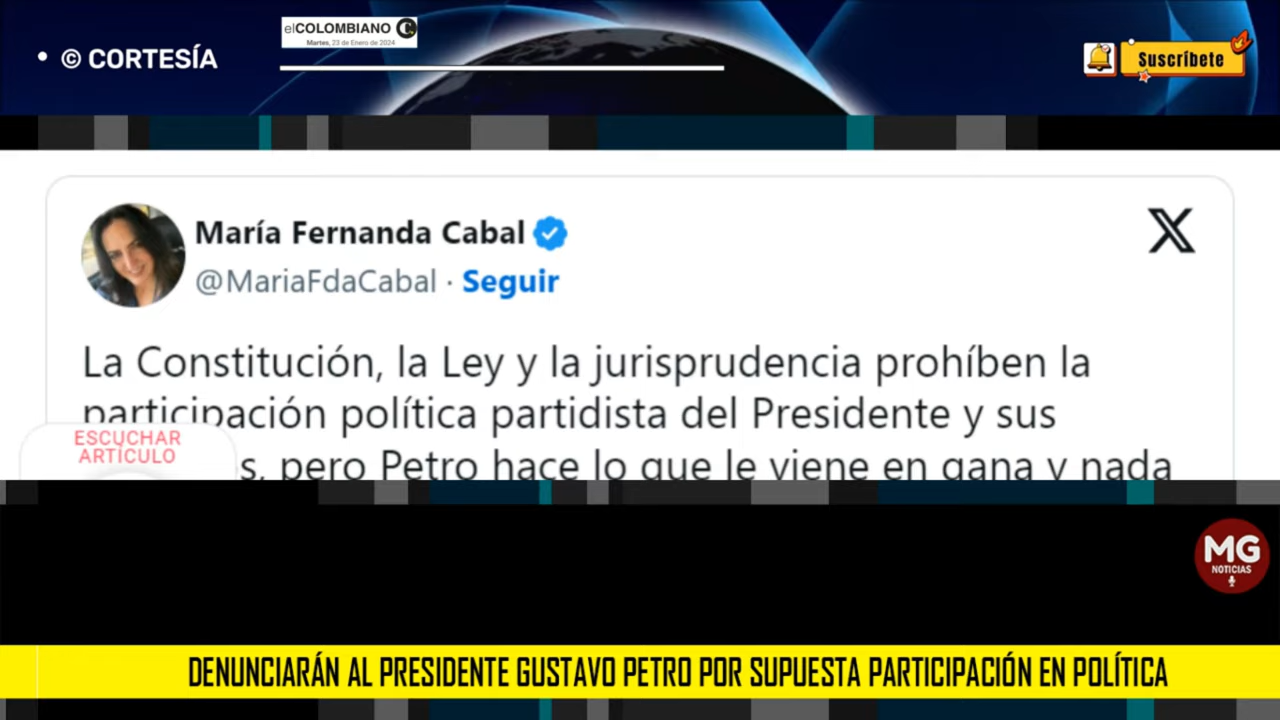 • © CORTESÍA
elCOLOMBIANO
Martes, 23 de Enero de 2024
Suscríbete
María Fernanda Cabal
@MariaFdaCabal · Seguir
La Constitución, la Ley y la jurisprudencia prohíben la
participación política partidista del Presidente y sus
s, pero Petro hace lo que le viene en gana y nada
ESCUCHAR
ARTÍCULO
MG
NOTICIAS
DENUNCIARÁN AL PRESIDENTE GUSTAVO PETRO POR SUPUESTA PARTICIPACIÓN EN POLÍTICA